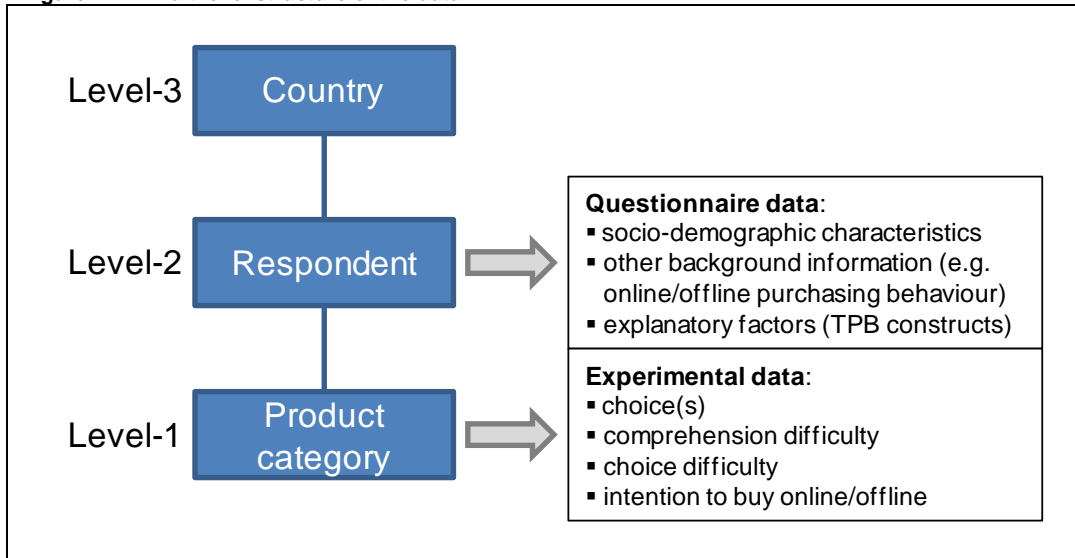 Level-3
Country
Level-2
Respondent
Questionnaire data:
▪ socio-demographic characteristics
▪ other background information (e.g.
online/offline purchasing behaviour)
▪ explanatory factors (TPB constructs)
Level-1
Product
category
Experimental data:
▪ choice(s)
▪ comprehension difficulty
▪ choice difficulty
▪ intention to buy online/offline